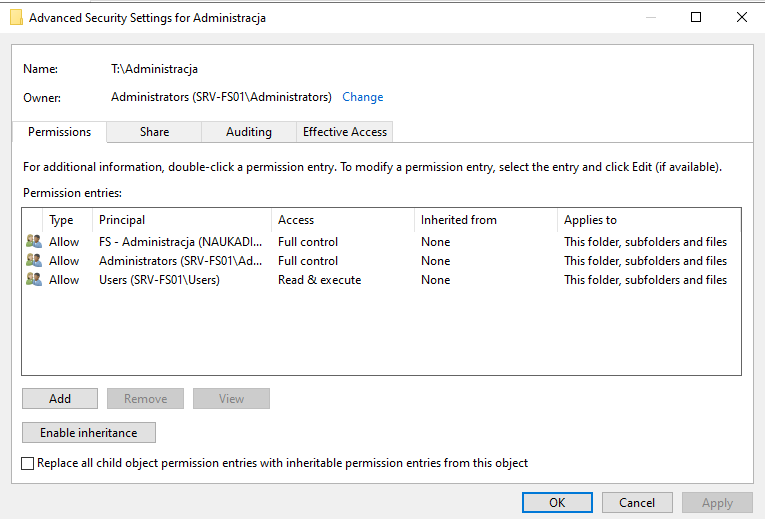 Advanced Security Settings for Administracja
Name: T:\Administracja
Owner: Administrators (SRV-FS01\Administrators) Change
Permissions Share Auditing Effective Access
For additional information, double-click a permission entry. To modify a permission entry, select the entry and click Edit (if available).
Permission entries:
Type Principal Access Inherited from Applies to
Allow FS - Administracja (NAUKADI... Full control None This folder, subfolders and files
Allow Administrators (SRV-FS01\Ad... Full control None This folder, subfolders and files
Allow Users (SRV-FS01\Users) Read & execute None This folder, subfolders and files
Add Remove View
Enable inheritance
Replace all child object permission entries with inheritable permission entries from this object
OK Cancel Apply